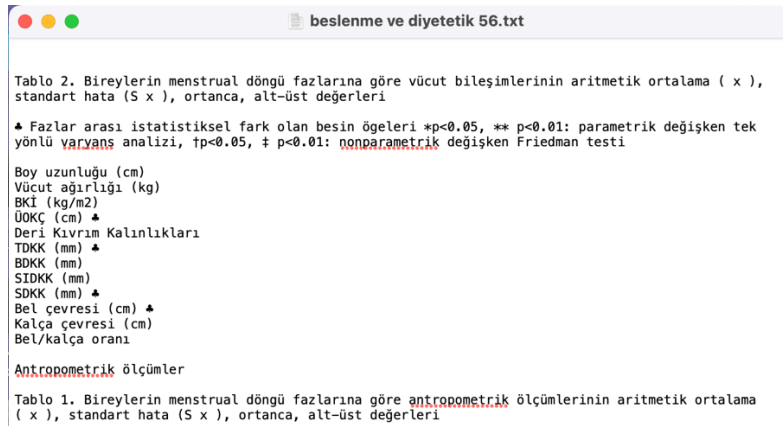 beslenme ve diyetetik 56.txt
Tablo 2. Bireylerin menstrual döngü fazlarına göre vücut bileşimlerinin aritmetik ortalama ( x ),
standart hata (S x ), ortanca, alt-üst değerleri
♣ Fazlar arası istatistiksel fark olan besin ögeleri *p<0.05, ** p<0.01: parametrik değişken tek
yönlü varyans analizi, †p<0.05, ‡ p<0.01: nonparametrik değişken Friedman testi
Boy uzunluğu (cm)
Vücut ağırlığı (kg)
BKİ (kg/m2)
ÜOKÇ (cm) ♣
Deri Kıvrım Kalınlıkları
TDKK (mm) ♣
BDKK (mm)
SIDKK (mm)
SDKK (mm) ♣
Bel çevresi (cm) ♣
Kalça çevresi (cm)
Bel/kalça oranı
Antropometrik ölçümler
Tablo 1. Bireylerin menstrual döngü fazlarına göre antropometrik ölçümlerinin aritmetik ortalama
( x ), standart hata (S x ), ortanca, alt-üst değerleri